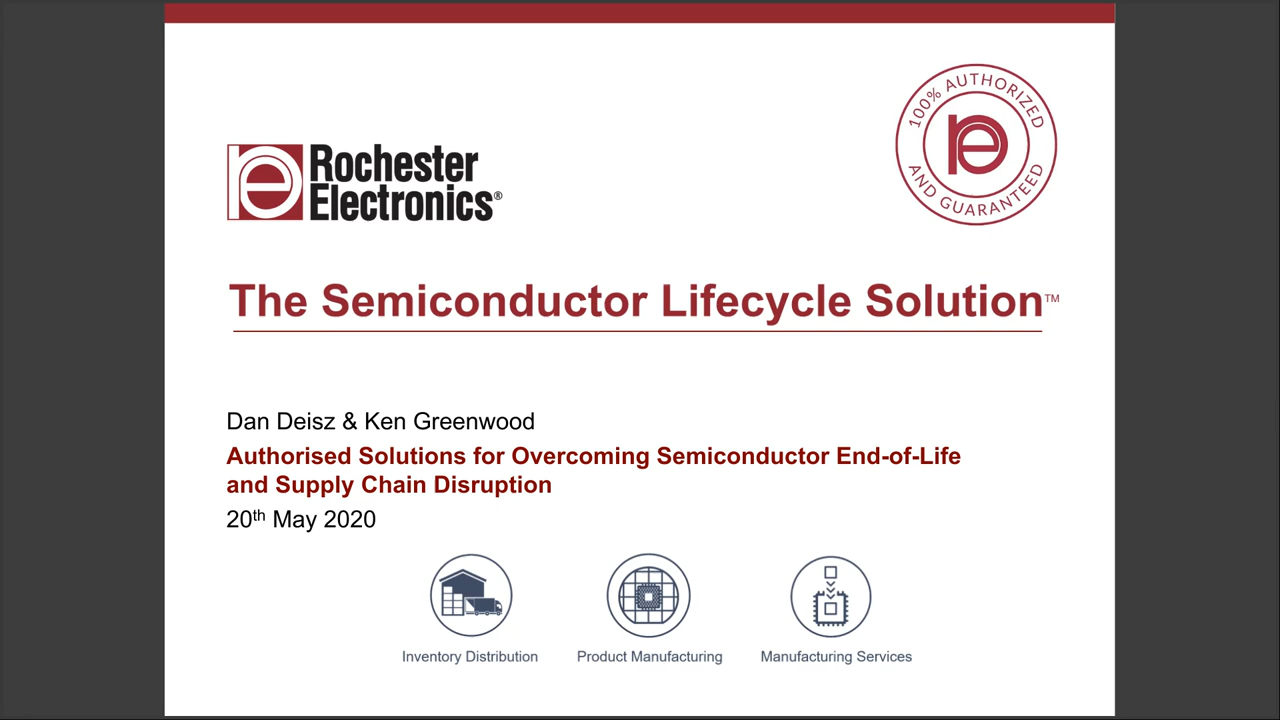 100% AUTHORIZED
AND GUARANTEED
re
Rochester
Electronics®
The Semiconductor Lifecycle Solution™
Dan Deisz & Ken Greenwood
Authorised Solutions for Overcoming Semiconductor End-of-Life
and Supply Chain Disruption
20th May 2020
Inventory Distribution
Product Manufacturing
Manufacturing Services